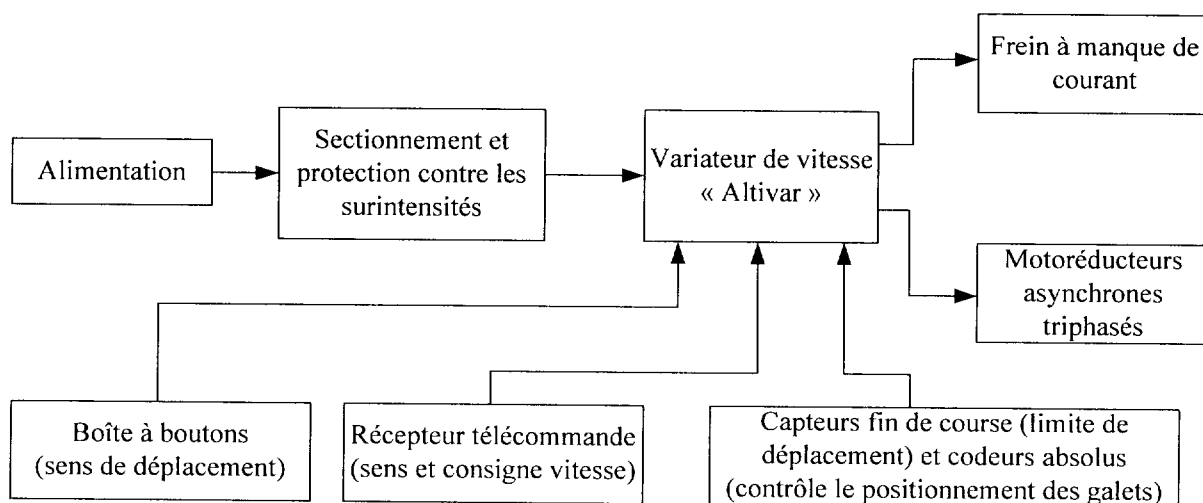 Frein à manque de
courant
Alimentation
Sectionnement et
protection contre les
surintensités
Variateur de vitesse
« Altivar »
Motoréducteurs
asynchrones
triphasés
Boîte à boutons
(sens de déplacement)
Récepteur télécommande
(sens et consigne vitesse)
Capteurs fin de course (limite de
déplacement) et codeurs absolus
(contrôle le positionnement des galets)